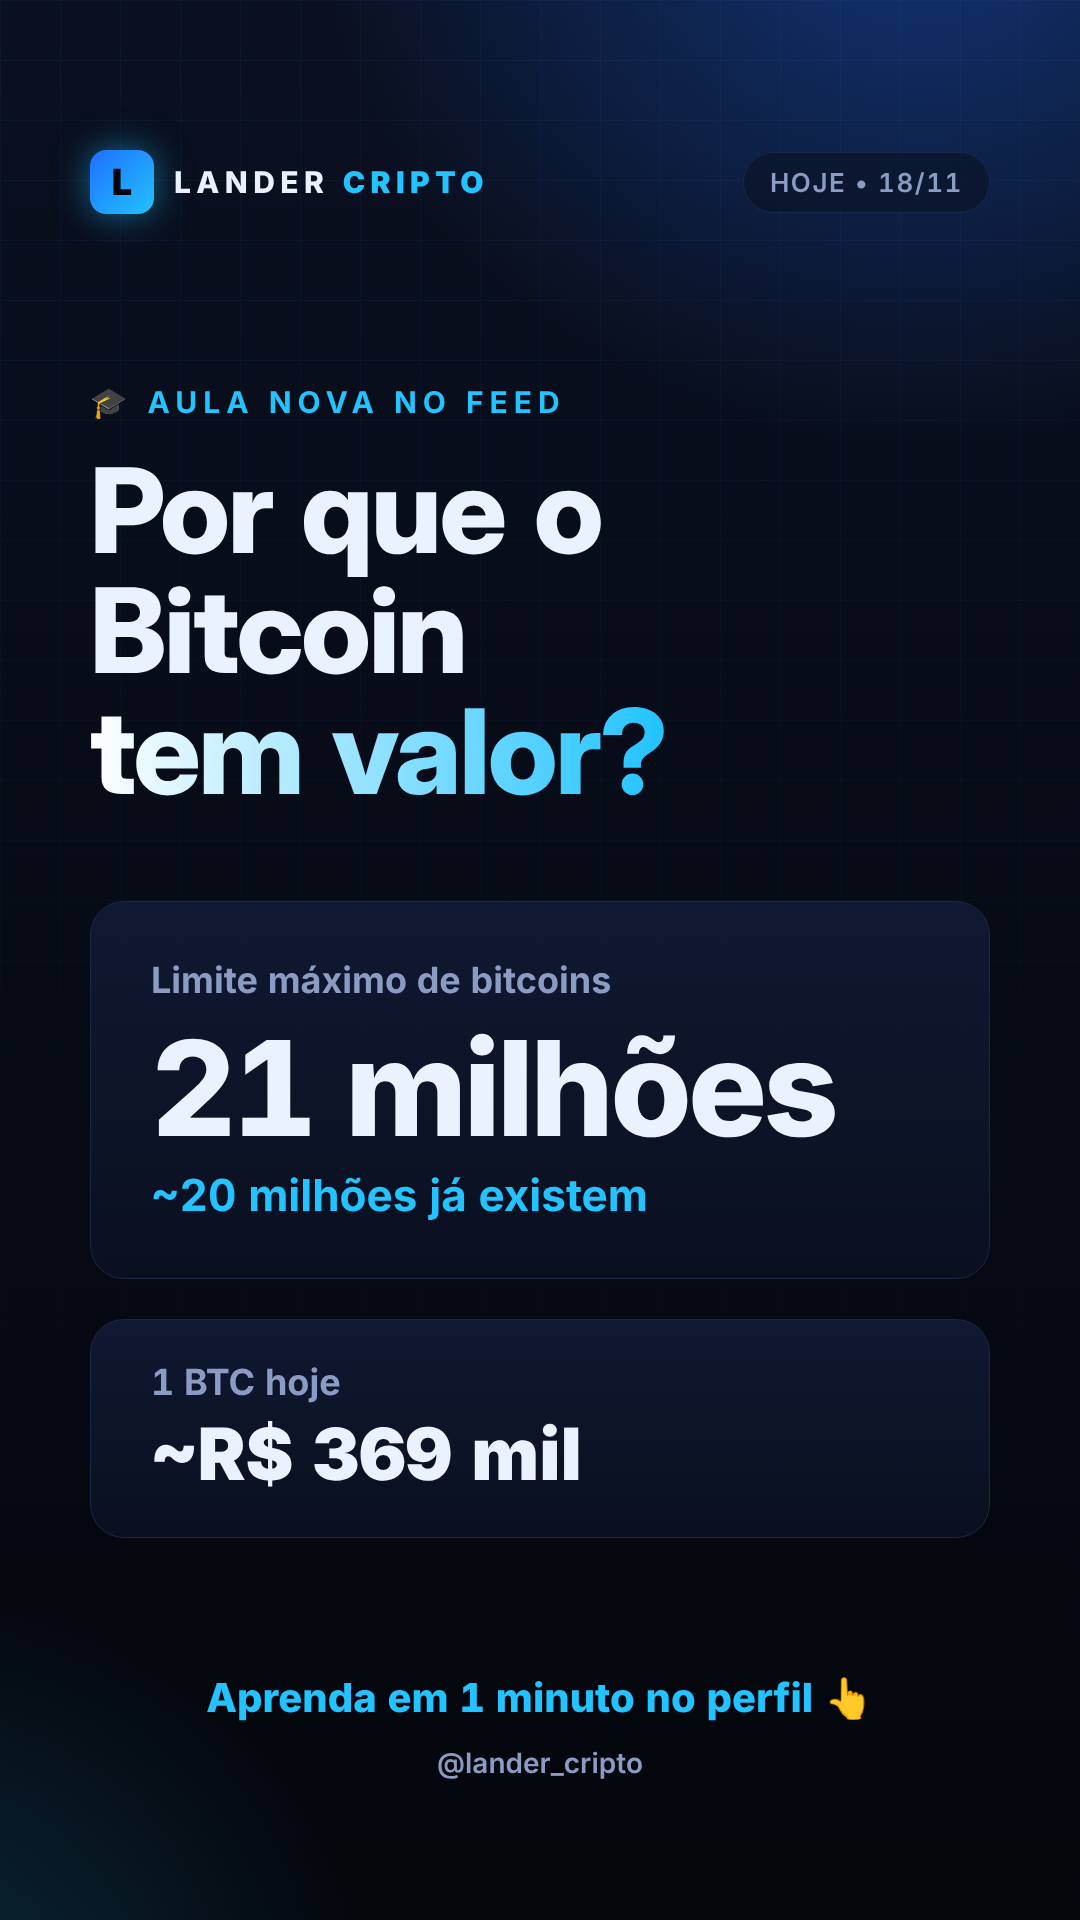 L LANDER CRIPTO
HOJE • 18/11
🎓 AULA NOVA NO FEED
Por que o
Bitcoin
tem valor?
Limite máximo de bitcoins
21 milhões
~20 milhões já existem
1 BTC hoje
~R$ 369 mil
Aprenda em 1 minuto no perfil 👆
@lander_cripto